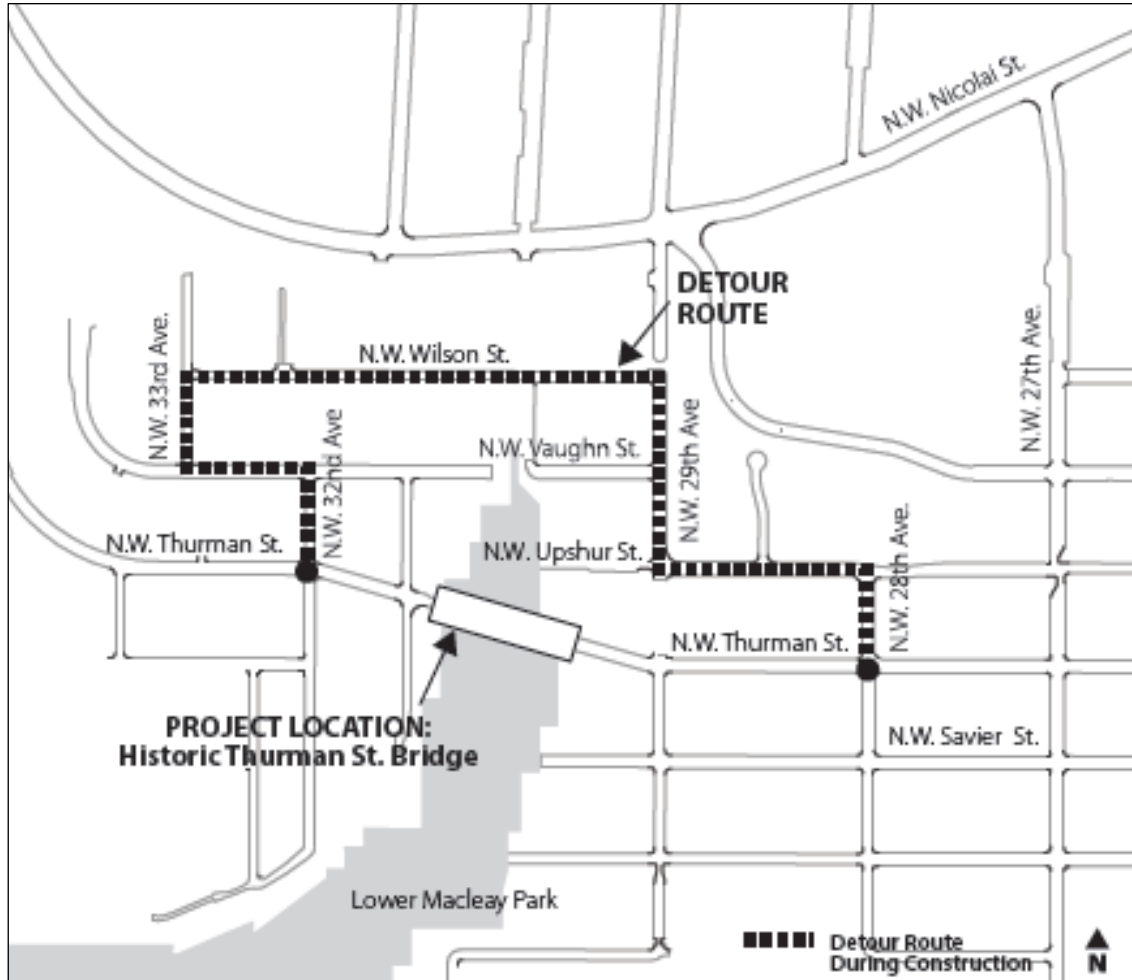 N.W. Nicolai St.
DETOUR
ROUTE
N.W. Wilson St.
N.W. 33rd Ave.
N.W. 32nd Ave
N.W. Vaughn St.
N.W. 29th Ave
N.W. 27th Ave.
N.W. Thurman St.
N.W. Upshur St.
N.W. 28th Ave.
N.W. Thurman St.
PROJECT LOCATION:
Historic Thurman St. Bridge
N.W. Savier St.
Lower Macleay Park
Detour Route
During Construction
N